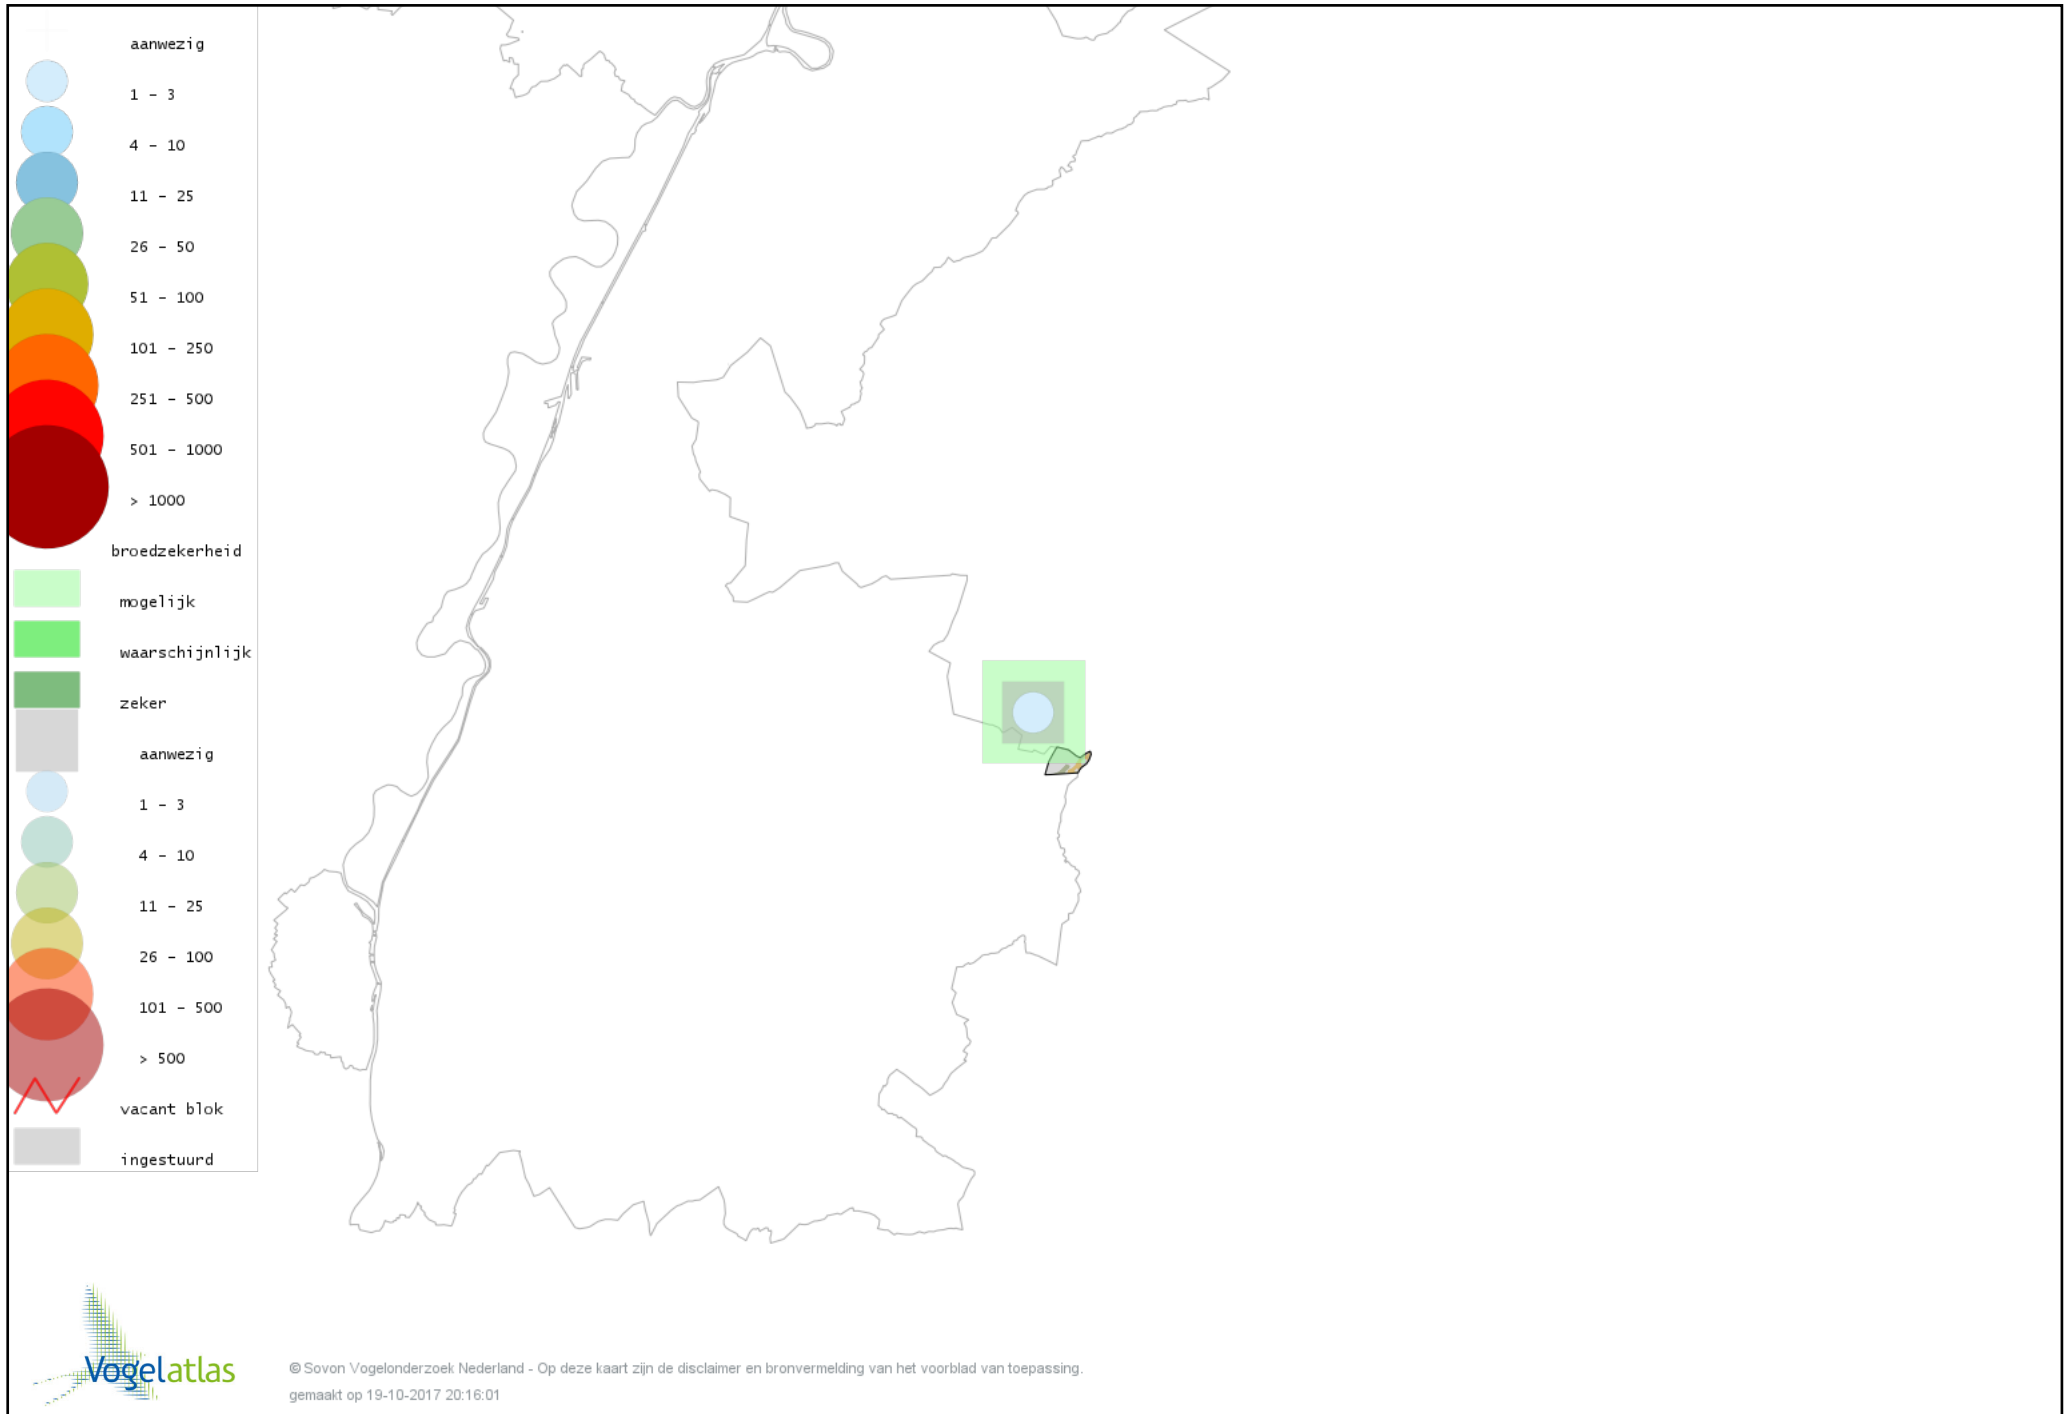 aanwezig
1 - 3
4 - 10
11 - 25
26 - 50
51 - 100
101 - 250
251 - 500
501 - 1000
> 1000
broedzekerheid
mogelijk
waarschijnlijk
zeker
aanwezig
1 - 3
4 - 10
11 - 25
26 - 100
101 - 500
> 500
vacant blok
ingestuurd
Vogelatlas
© Sovon Vogelonderzoek Nederland - Op deze kaart zijn de disclaimer en bronvermelding van het voorblad van toepassing.
gemaakt op 19-10-2017 20:16:01